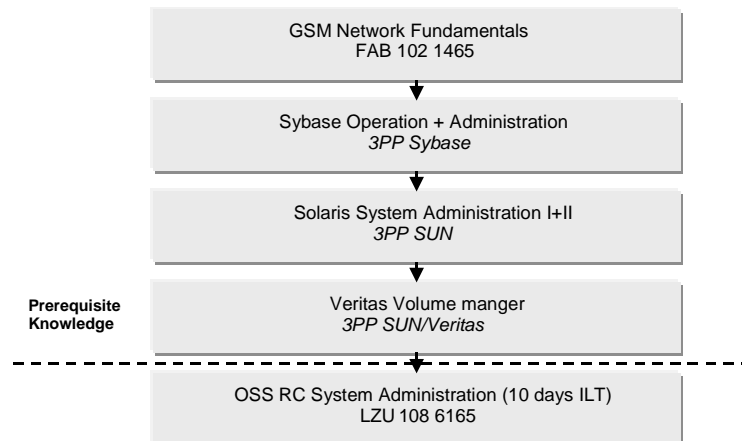 GSM Network Fundamentals
FAB 102 1465
Sybase Operation + Administration
3PP Sybase
Solaris System Administration I+II
3PP SUN
Prerequisite
Knowledge
Veritas Volume manger
3PP SUN/Veritas
OSS RC System Administration (10 days ILT)
LZU 108 6165